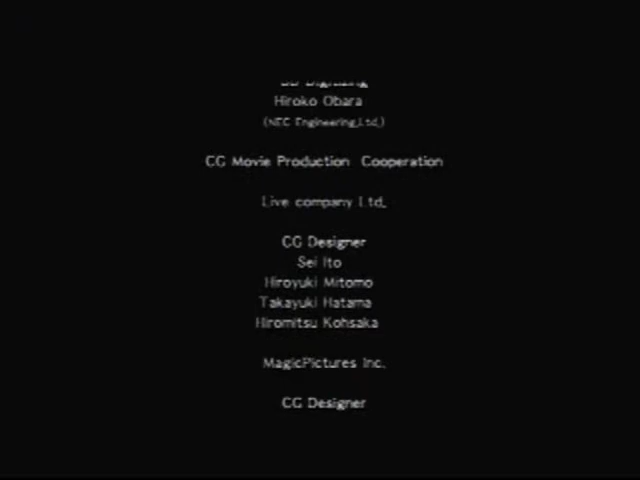 Hiroko Obara
(NEC Engineering,Ltd.)
CG Movie Production Cooperation
Live company Ltd.
CG Designer
Sei Ito
Hiroyuki Mitomo
Takayuki Hatama
Hiromitsu Kohsaka
MagicPictures Inc.
CG Designer